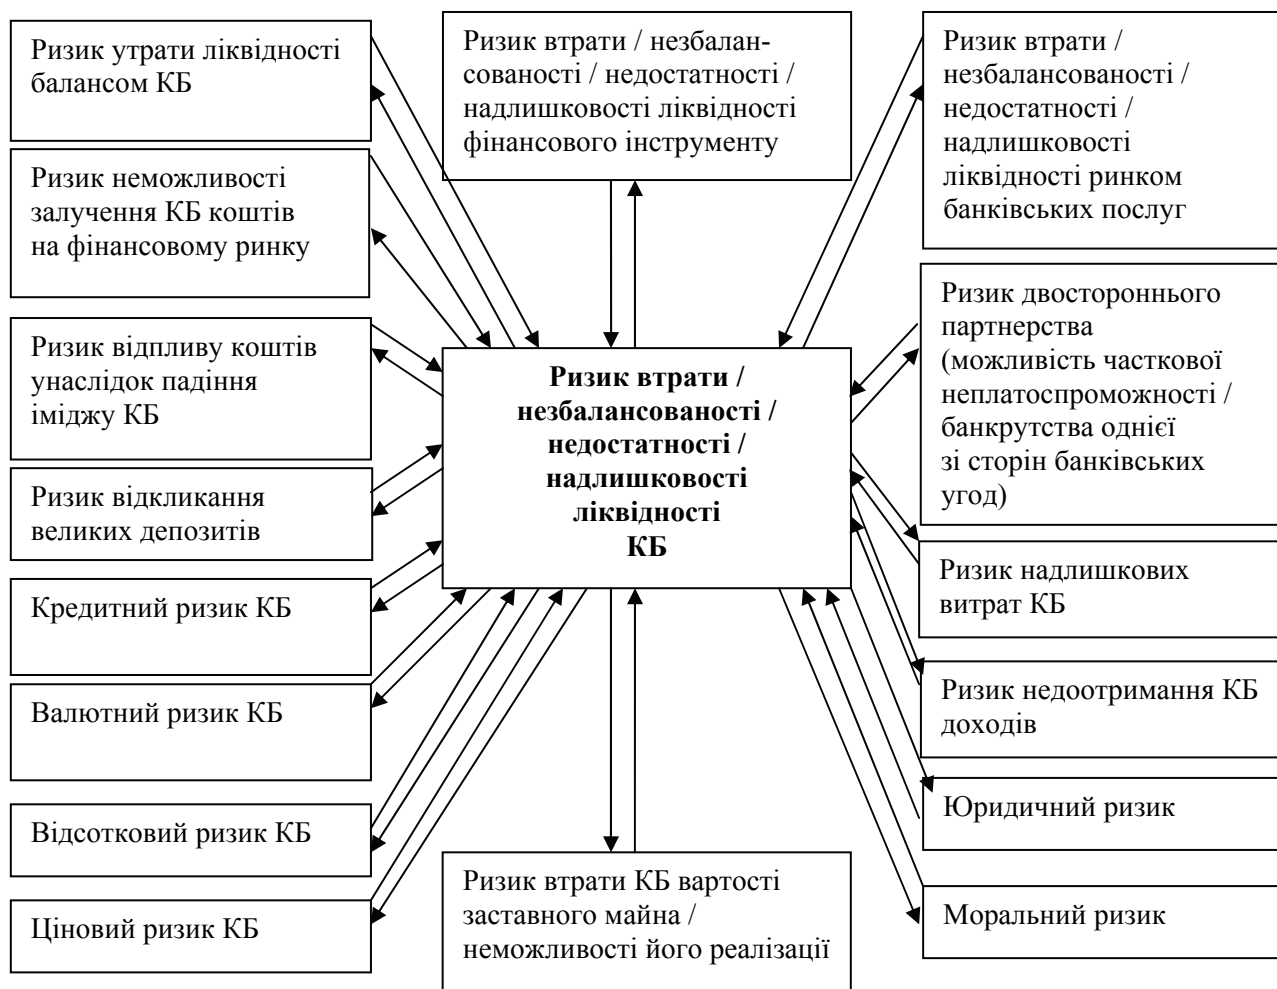 Ризик утрати ліквідності
балансом КБ
Ризик неможливості
залучення КБ коштів
на фінансовому ринку
Ризик відпливу коштів
унаслідок падіння
іміджу КБ
Ризик відкликання
великих депозитів
Кредитний ризик КБ
Валютний ризик КБ
Відсотковий ризик КБ
Ціновий ризик КБ
Ризик втрати / незбалан-
сованості / недостатності /
надлишковості ліквідності
фінансового інструменту
Ризик втрати /
незбалансованості /
недостатності /
надлишковості
ліквідності
КБ
Ризик втрати КБ вартості
заставного майна /
неможливості його реалізації
Ризик втрати /
незбалансованості /
недостатності /
надлишковості
ліквідності ринком
банківських послуг
Ризик двостороннього
партнерства
(можливість часткової
неплатоспроможності /
банкрутства однієї
зі сторін банківських
угод)
Ризик надлишкових
витрат КБ
Ризик недоотримання КБ
доходів
Юридичний ризик
Моральний ризик